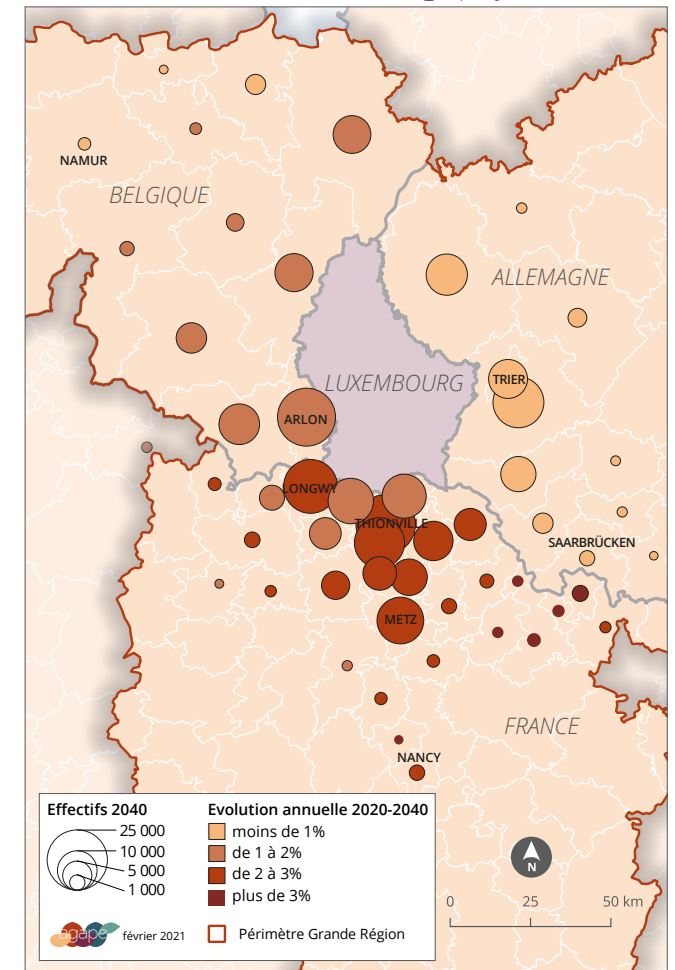 NAMUR
BELGIQUE
ALLEMAGNE
TRIER
LUXEMBOURG
ARLON
LONGWY
THIONVILLE
SAARBRÜCKEN
METZ
FRANCE
NANCY
Effectifs 2040
25 000
10 000
5 000
1 000
Evolution annuelle 2020-2040
moins de 1%
de 1 à 2%
de 2 à 3%
plus de 3%
agape
février 2021
Périmètre Grande Région
N
0 25 50 km